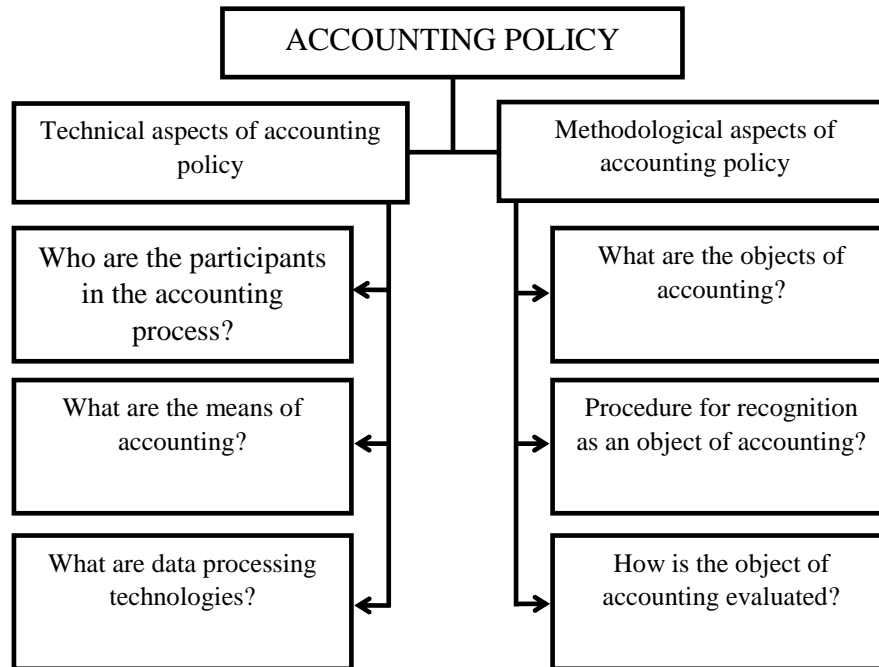 ACCOUNTING POLICY
Technical aspects of accounting
policy
Methodological aspects of
accounting policy
Who are the participants
in the accounting
process?
What are the objects of
accounting?
What are the means of
accounting?
Procedure for recognition
as an object of accounting?
What are data processing
technologies?
How is the object of
accounting evaluated?